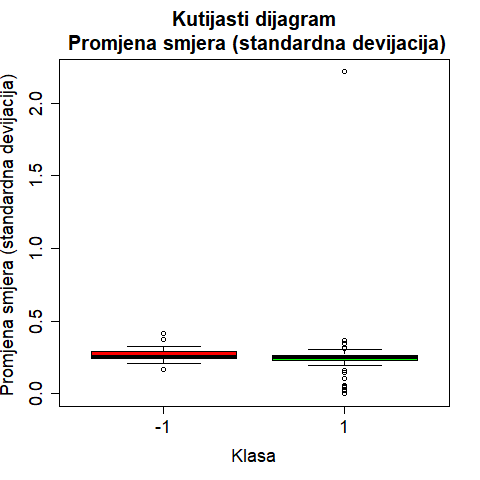 Kutijasti dijagram
Promjena smjera (standardna devijacija)
Promjena smjera (standardna devijacija)
2.0
1.5
1.0
0.5
0.0
-1
1
Klasa